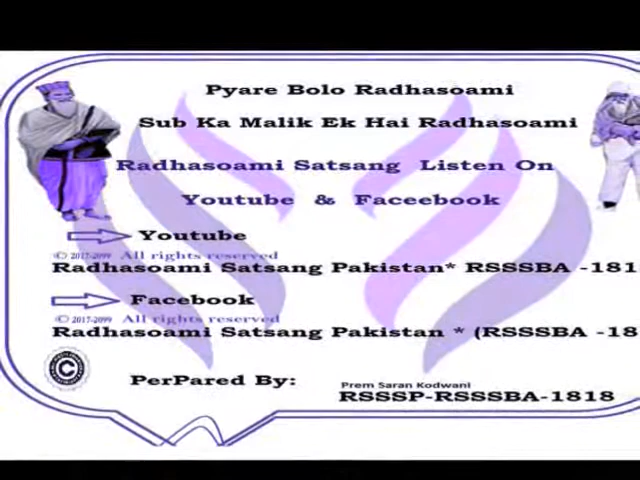 Pyare Bolo Radhasoami
Sub Ka Malik Ek Hai Radhasoami
Radhasoami Satsang Listen On
Youtube & Faceebook
Youtube
© 2017-2099 All rights reserved
Radhasoami Satsang Pakistan* RSSSBA -181
Facebook
© 2017-2099 All rights reserved
Radhasoami Satsang Pakistan * (RSSSBA -18
C
PerPared By:
Prem Saran Kodwani
RSSSP-RSSSBA-1818